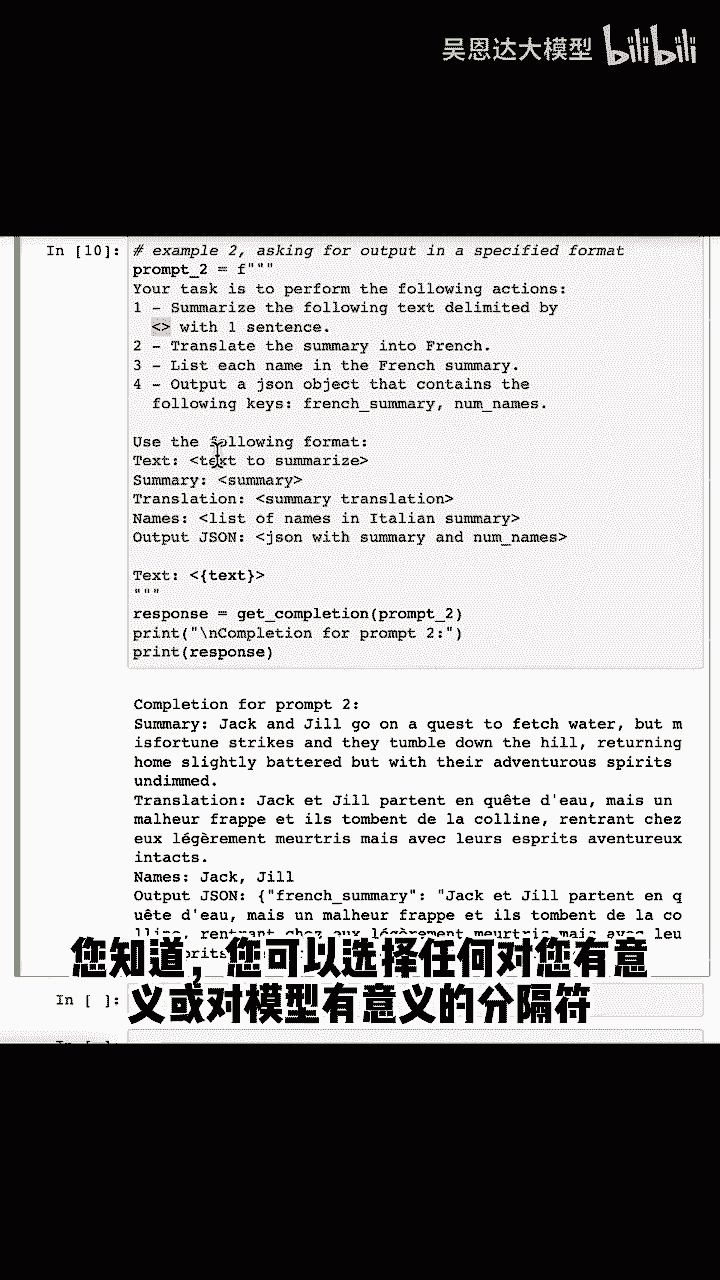 吴恩达大模型 bilibili
In [10]: # example 2, asking for output in a specified format
prompt_2 = f"""
Your task is to perform the following actions:
1 - Summarize the following text delimited by
<> with 1 sentence.
2 - Translate the summary into French.
3 - List each name in the French summary.
4 - Output a json object that contains the
following keys: french_summary, num_names.
Use the following format:
Text: <text to summarize>
Summary: <summary>
Translation: <summary translation>
Names: <list of names in Italian summary>
Output JSON: <json with summary and num_names>
Text: <{text}>
"""
response = get_completion(prompt_2)
print("\nCompletion for prompt 2:")
print(response)
Completion for prompt 2:
Summary: Jack and Jill go on a quest to fetch water, but m
isfortune strikes and they tumble down the hill, returning
home slightly battered but with their adventurous spirits
undimmed.
Translation: Jack et Jill partent en quête d'eau, mais un
malheur frappe et ils tombent de la colline, rentrant chez
eux légèrement meurtris mais avec leurs esprits aventureux
intacts.
Names: Jack, Jill
Output JSON: {"french_summary": "Jack et Jill partent en q
uête d'eau, mais un malheur frappe et ils tombent de la co
lline, rentrant chez eux légèrement meurtris mais avec leu
您知道，您可以选择任何对您有意
In [ ]:
义或对模型有意义的分隔符